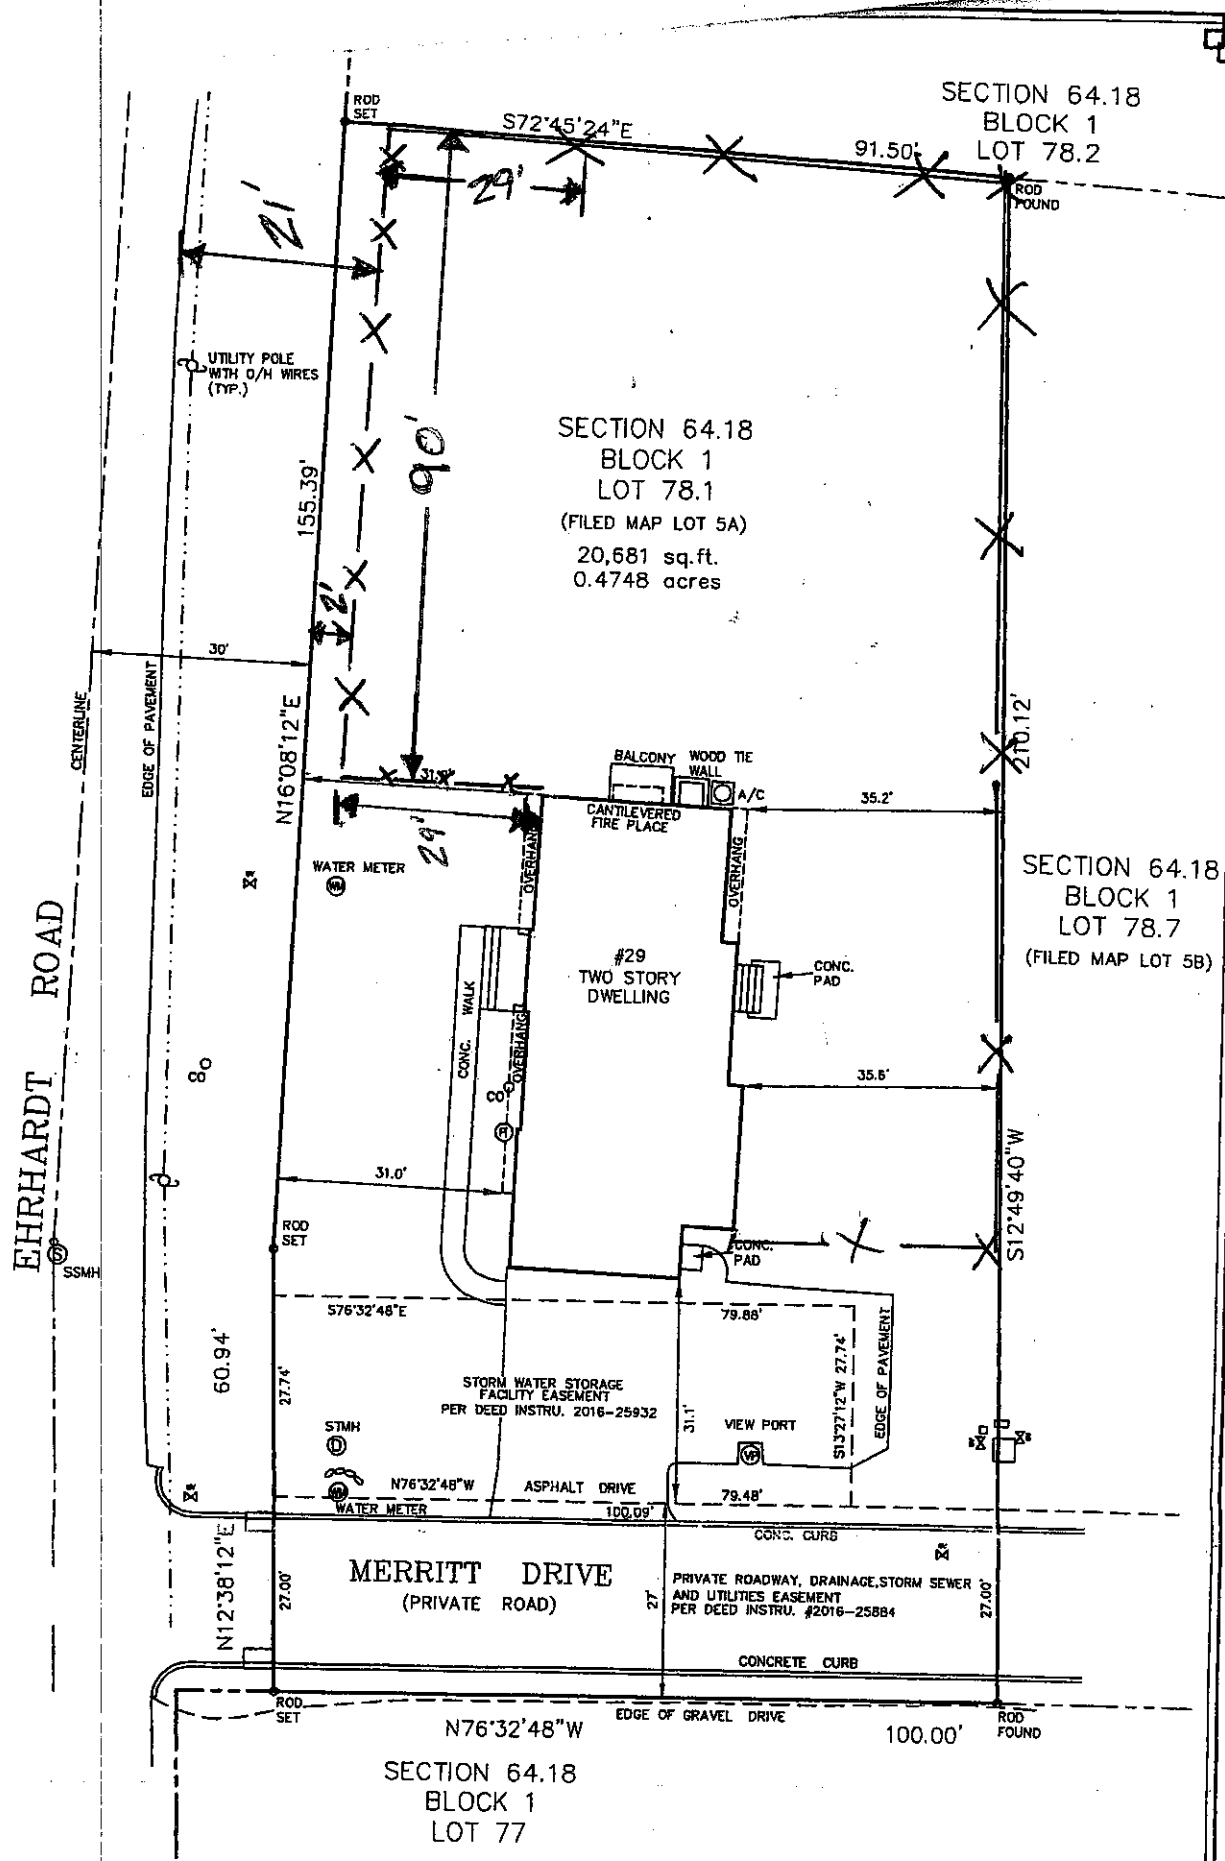 SECTION 64.18
BLOCK 1
LOT 78.2
ROD
SET
S72°45'24"E
91.50'
ROD
FOUND
29'
21'
UTILITY POLE
WITH O/H WIRES
(TYP.)
90'
155.39'
SECTION 64.18
BLOCK 1
LOT 78.1
(FILED MAP LOT 5A)
20,681 sq.ft.
0.4748 acres
2'
30'
CENTERLINE
EDGE OF PAVEMENT
N16°08'12"E
210.12'
BALCONY
WOOD TIE
WALL
A/C
CANTILEVERED
FIRE PLACE
35.2'
29'
OVERHANG
OVERHANG
WATER METER
WM
SECTION 64.18
BLOCK 1
LOT 78.7
(FILED MAP LOT 5B)
#29
TWO STORY
DWELLING
CONC.
PAD
CONC. WALK
OVERHANG
CO
35.6'
31.0'
EHRHARDT ROAD
S
SSMH
ROD
SET
CONC.
PAD
S12°49'40"W
S76°32'48"E
79.88'
60.94'
27.74'
STORM WATER STORAGE
FACILITY EASEMENT
PER DEED INSTRU. 2016-25932
31.1'
S13°27'12"W 27.74'
EDGE OF PAVEMENT
STMH
D
VIEW PORT
VP
WM
N76°32'48"W
ASPHALT DRIVE
79.48'
WATER METER
100.09'
CONC. CURB
N12°38'12"E
27.00'
MERRITT DRIVE
(PRIVATE ROAD)
27'
PRIVATE ROADWAY, DRAINAGE,STORM SEWER
AND UTILITIES EASEMENT
PER DEED INSTRU. #2016-25884
27.00'
CONCRETE CURB
ROD
SET
EDGE OF GRAVEL DRIVE
ROD
FOUND
N76°32'48"W
100.00'
SECTION 64.18
BLOCK 1
LOT 77